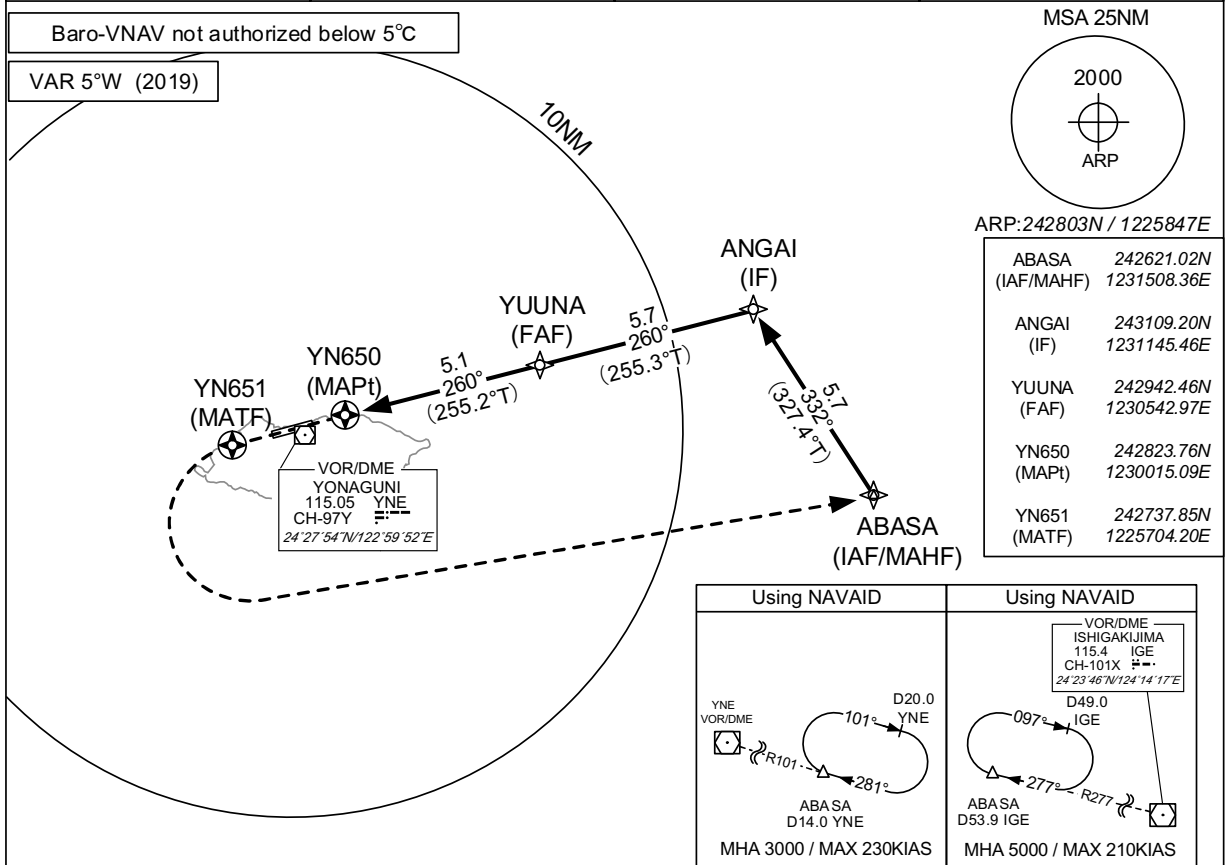 Baro-VNAV not authorized below 5°C
VAR 5°W (2019)
MSA 25NM
2000
ARP
ARP:242803N / 1225847E
ABASA 242621.02N
(IAF/MAHF) 1231508.36E
ANGAI 243109.20N
(IF) 1231145.46E
YUUNA 242942.46N
(FAF) 1230542.97E
YN650 242823.76N
(MAPt) 1230015.09E
YN651 242737.85N
(MATF) 1225704.20E
10NM
ANGAI
(IF)
5.7
260°
(255.3°T)
YUUNA
(FAF)
5.1
260°
(255.2°T)
YN650
(MAPt)
YN651
(MATF)
5.7
332°
(327.4°T)
ABASA
(IAF/MAHF)
VOR/DME
YONAGUNI
115.05 YNE
CH-97Y
24°27′54″N/122°59′52″E
Using NAVAID
YNE
VOR/DME
R101
101°
D20.0
YNE
281°
ABASA
D14.0 YNE
MHA 3000 / MAX 230KIAS
Using NAVAID
VOR/DME
ISHIGAKIJIMA
115.4 IGE
CH-101X
24°23′46″N/124°14′17″E
097°
D49.0
IGE
277°
R277
ABASA
D53.9 IGE
MHA 5000 / MAX 210KIAS